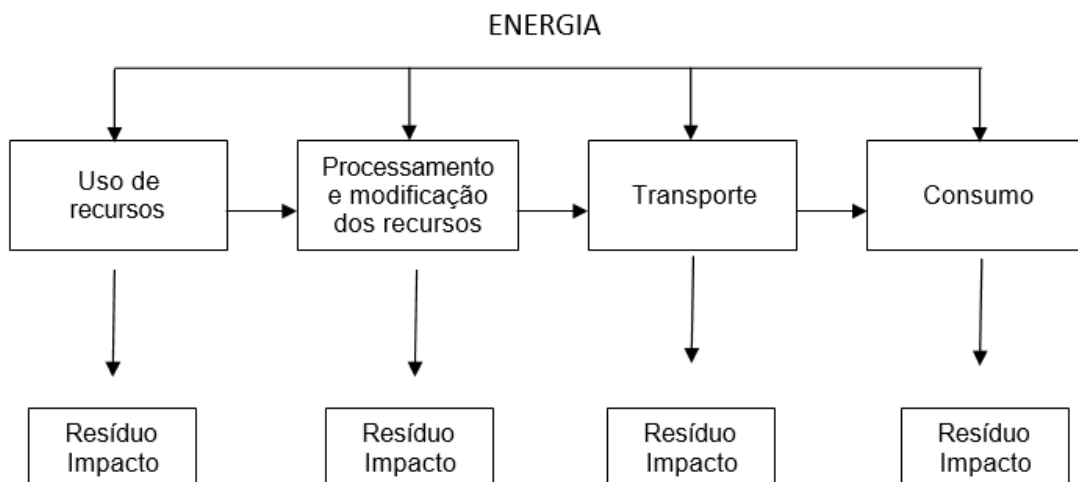 ENERGIA
Uso de
recursos
Processamento
e modificação
dos recursos
Transporte
Consumo
Resíduo
Impacto
Resíduo
Impacto
Resíduo
Impacto
Resíduo
Impacto